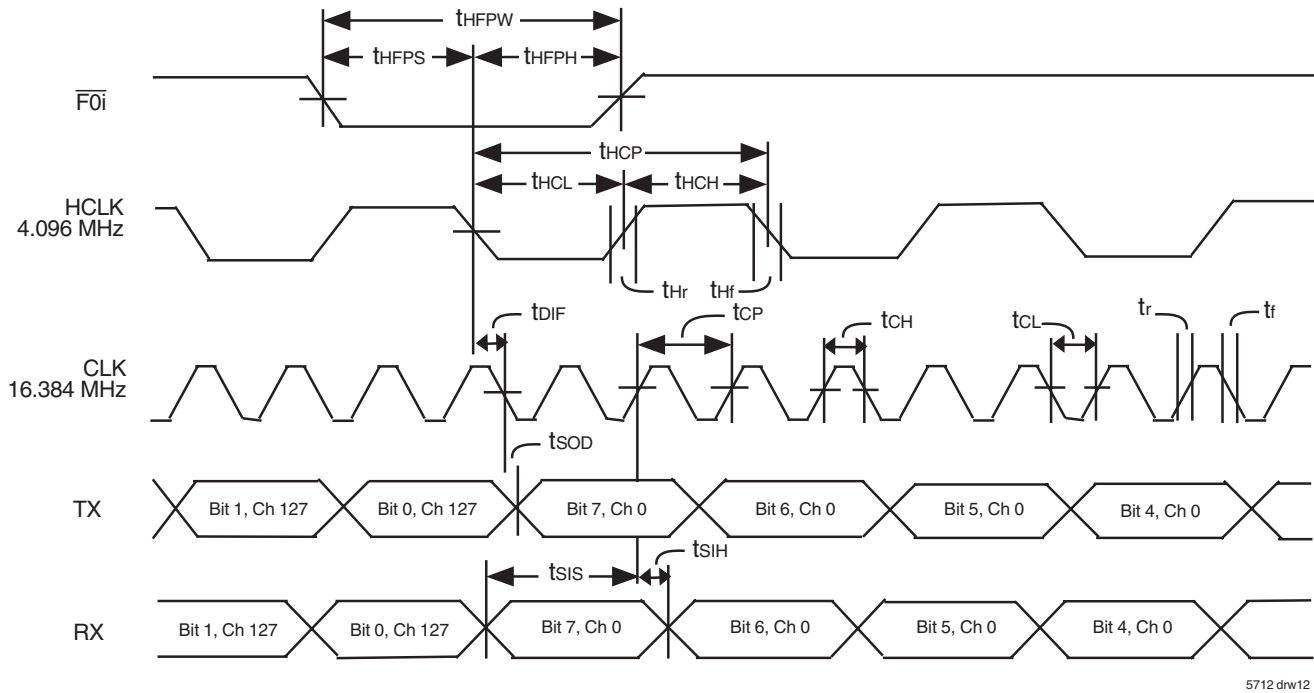 tHFPW
tHFPS tHFPH
F0i
tHCP
tHCL tHCH
HCLK
4.096 MHz
tHr tHf
tDIF tCP tCH tCL tr tf
CLK
16.384 MHz
tSOD
TX Bit 1, Ch 127 Bit 0, Ch 127 Bit 7, Ch 0 Bit 6, Ch 0 Bit 5, Ch 0 Bit 4, Ch 0
tSIS tSIH
RX Bit 1, Ch 127 Bit 0, Ch 127 Bit 7, Ch 0 Bit 6, Ch 0 Bit 5, Ch 0 Bit 4, Ch 0
5712 drw12